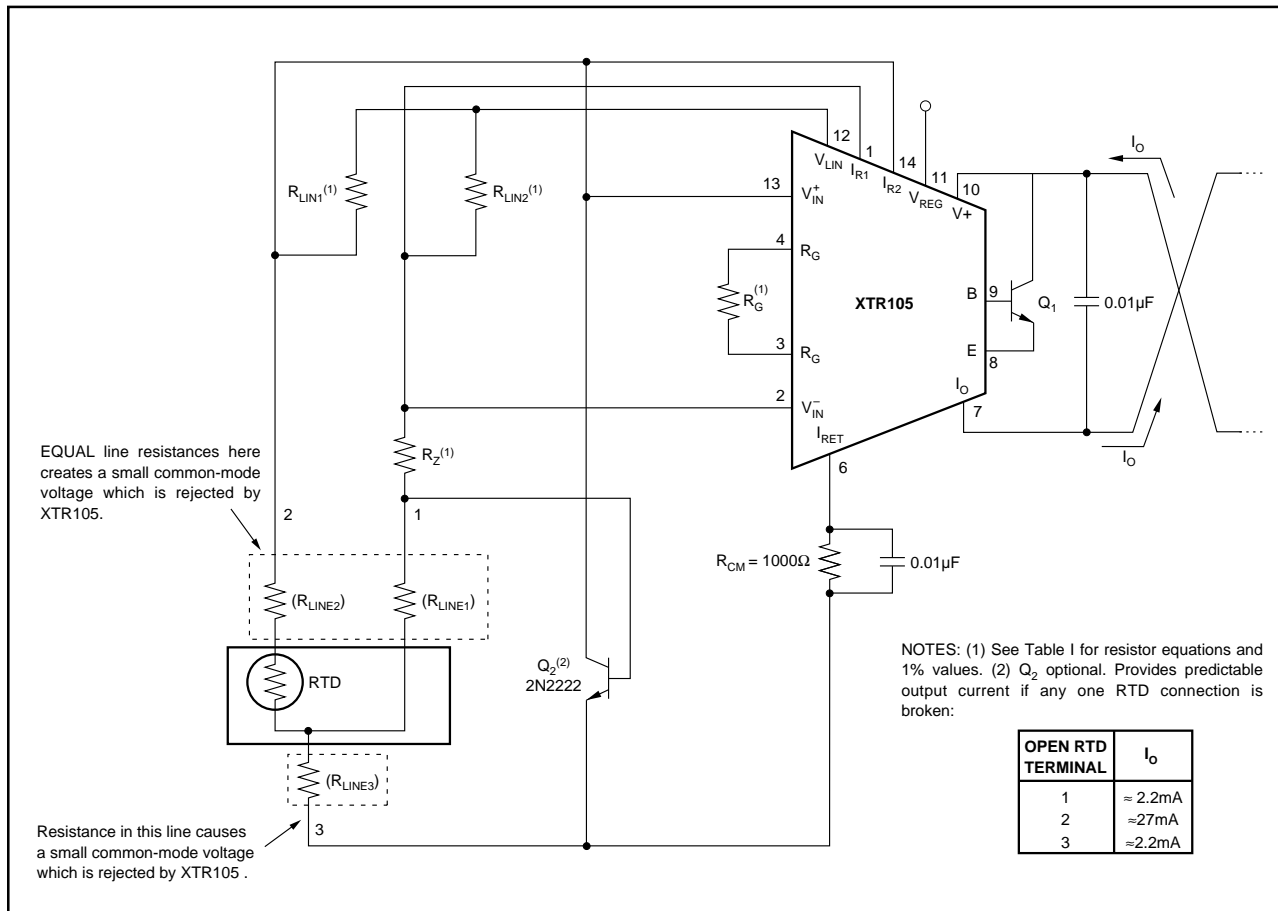 12
1
14
11
10
V_LIN
I_R1
I_R2
V_REG
V+
I_O
R_LIN1^(1)
R_LIN2^(1)
13
V_IN^+
4
R_G
R_G^(1)
XTR105
B
9
Q_1
0.01µF
3
R_G
E
8
2
V_IN^−
I_O
7
I_RET
6
I_O
EQUAL line resistances here
creates a small common-mode
voltage which is rejected by
XTR105.
R_Z^(1)
2
1
R_CM = 1000Ω
0.01µF
(R_LINE2)
(R_LINE1)
RTD
Q_2^(2)
2N2222
(R_LINE3)
3
Resistance in this line causes
a small common-mode voltage
which is rejected by XTR105 .
NOTES: (1) See Table I for resistor equations and
1% values. (2) Q_2 optional. Provides predictable
output current if any one RTD connection is
broken:
OPEN RTD TERMINAL I_O
1 ≈ 2.2mA
2 ≈27mA
3 ≈2.2mA